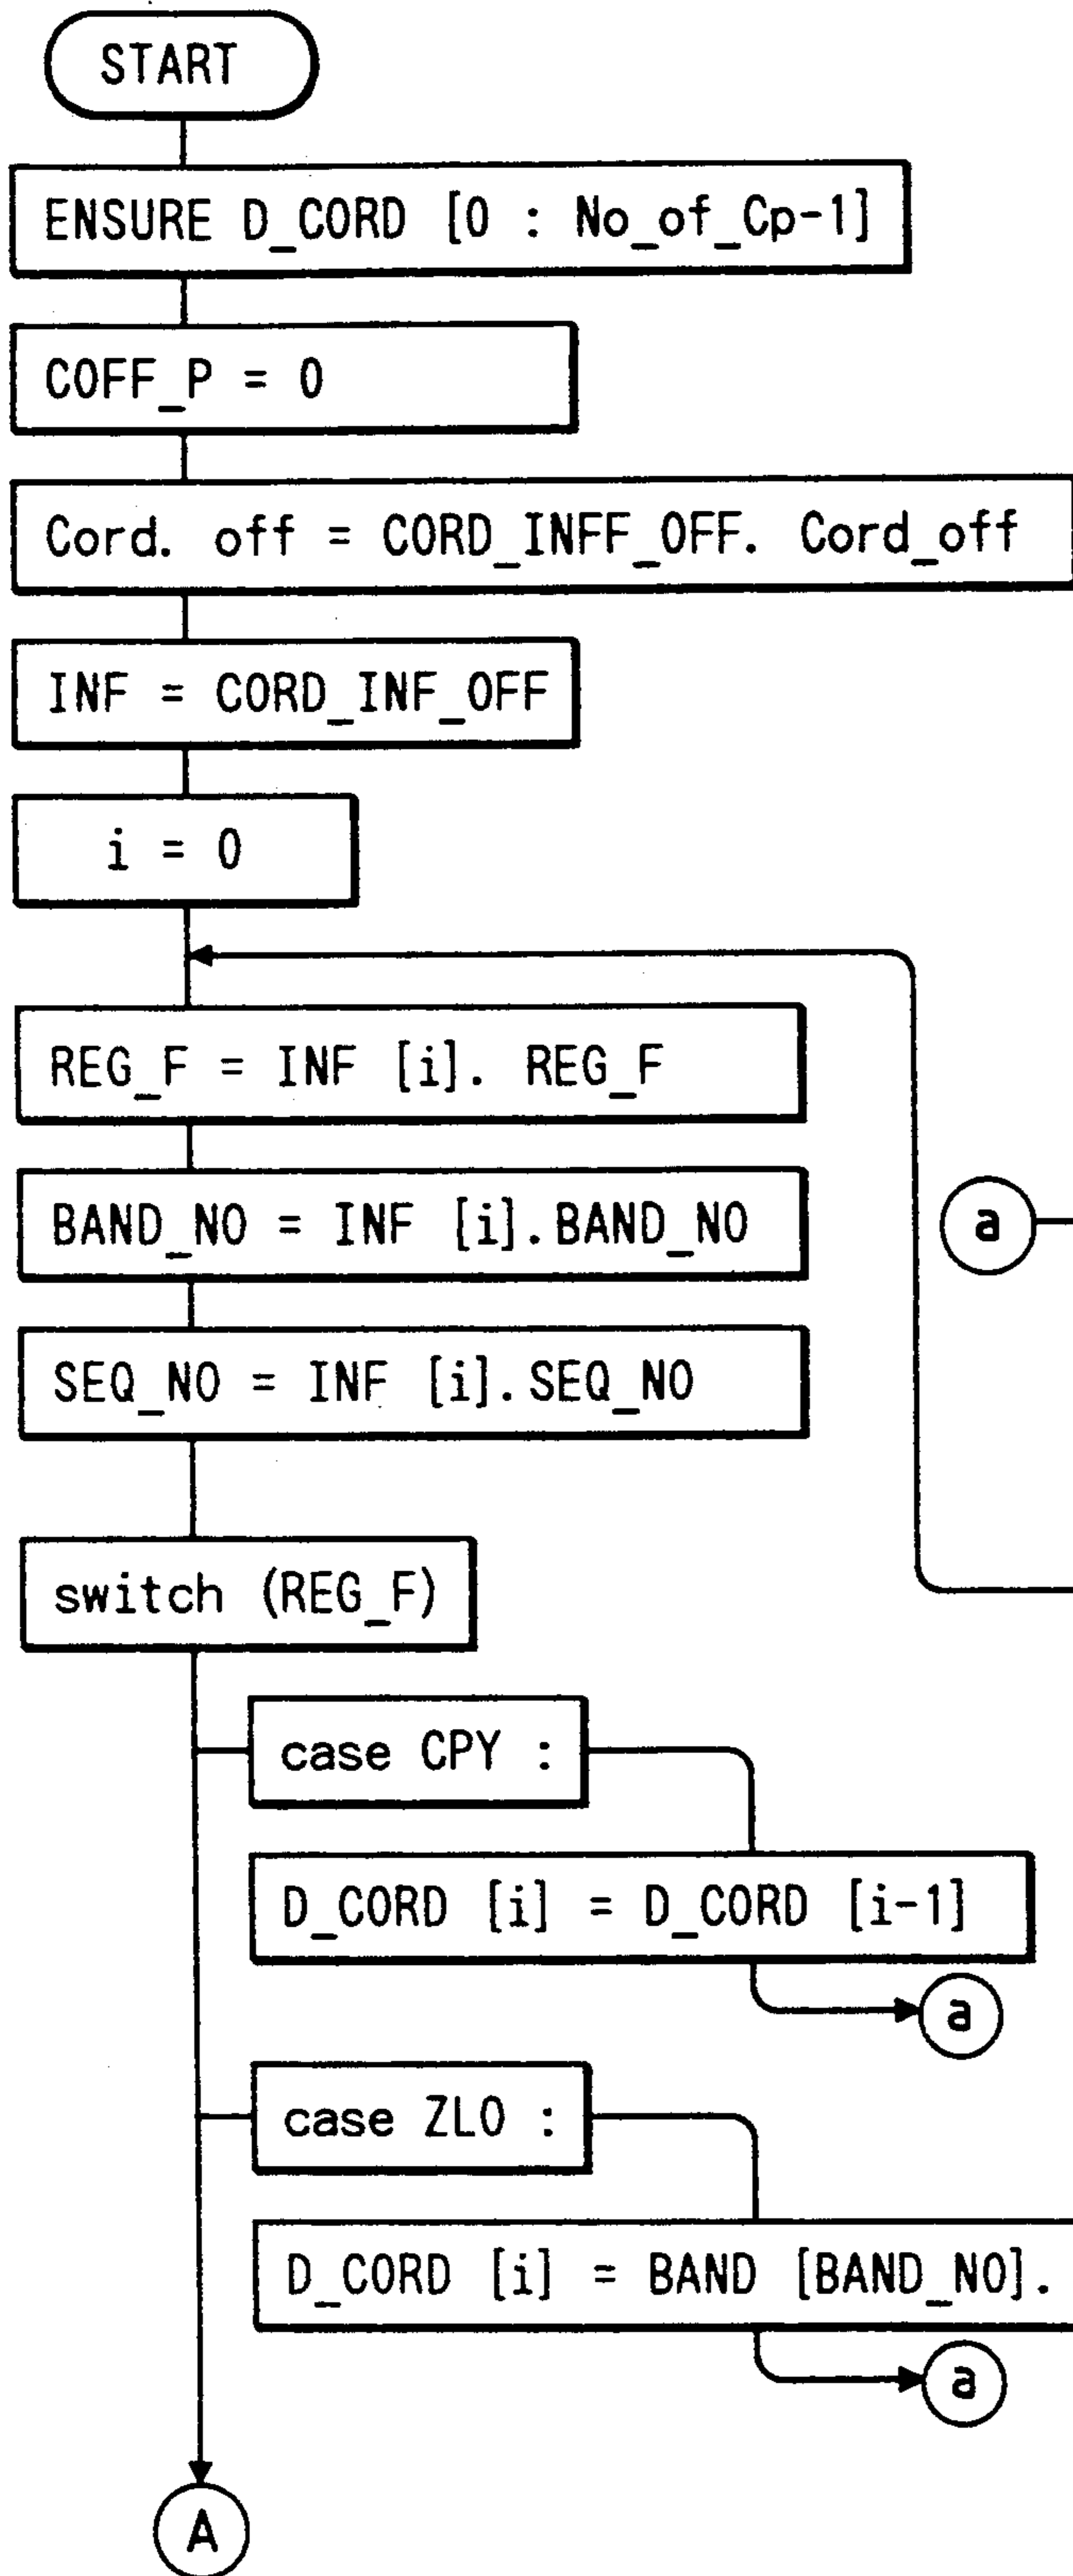 START
ENSURE D_CORD [0 : No_of_Cp-1]
COFF_P = 0
Cord. off = CORD_INFF_OFF. Cord_off
INF = CORD_INF_OFF
i = 0
REG_F = INF [i]. REG_F
BAND_NO = INF [i].BAND_NO
a
SEQ_NO = INF [i].SEQ_NO
switch (REG_F)
case CPY :
D_CORD [i] = D_CORD [i-1]
a
case ZLO :
D_CORD [i] = BAND [BAND_NO].
a
A